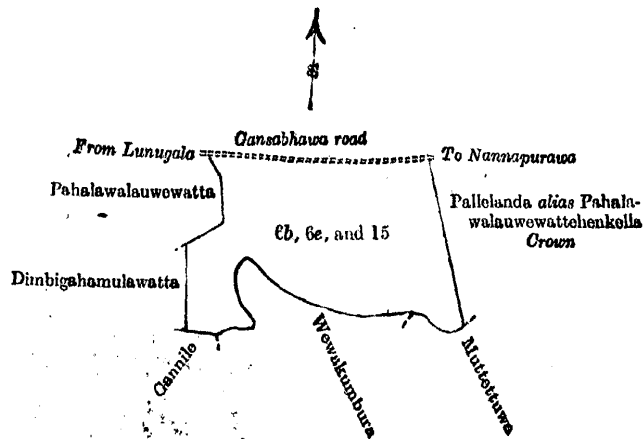 Gansabhawa road
From Lunugala
To Nannapurawa
Pahalawalauwewatta
Pallelanda alias Pahala-
walauwewattehenkella
Crown
6b, 6e, and 15
Dimbigahamulawatta
Gannile
Wewakumbura
Muttettuwa